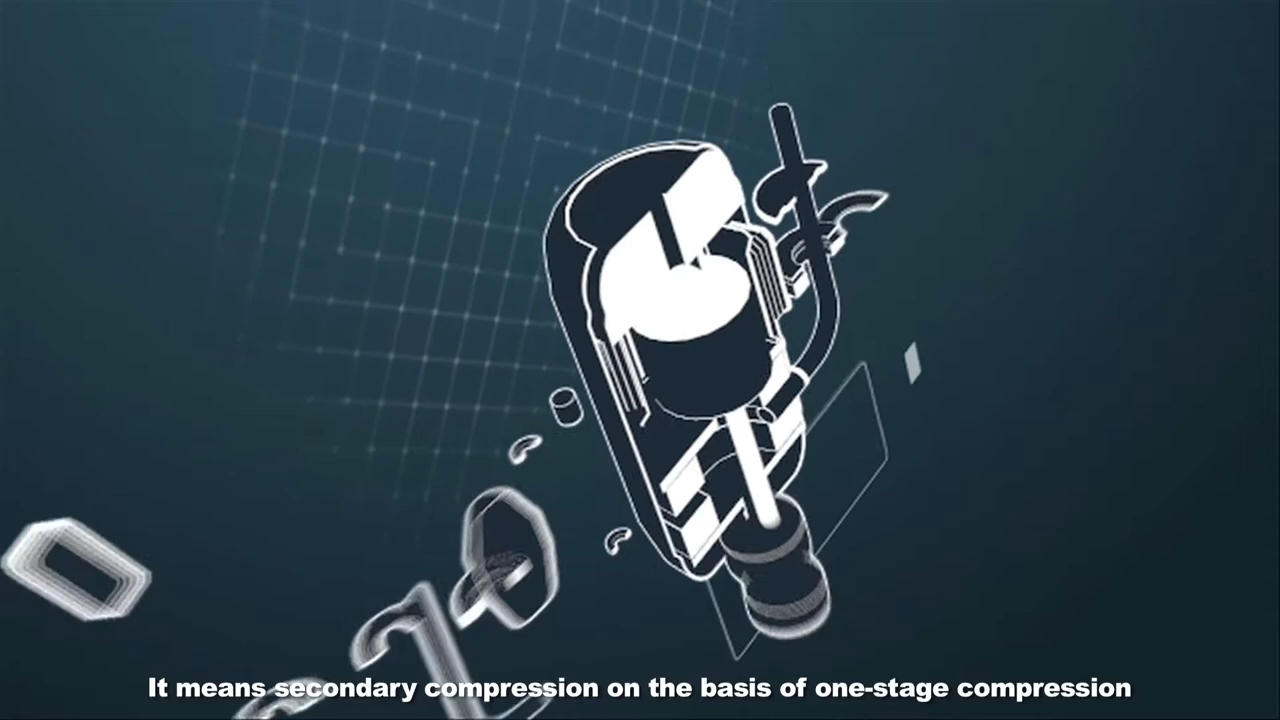 It means secondary compression on the basis of one-stage compression